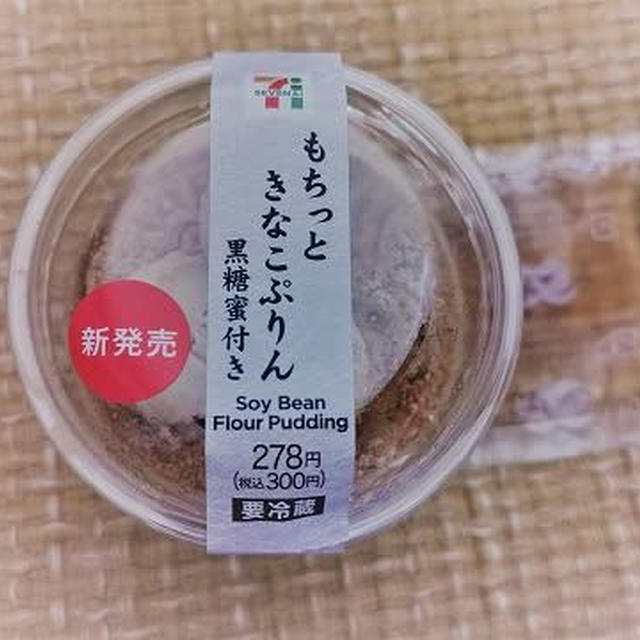 SEVEN
もちっと
きなこぷりん
黒糖蜜付き
新発売
Soy Bean
Flour Pudding
278円
(税込300円)
要冷蔵